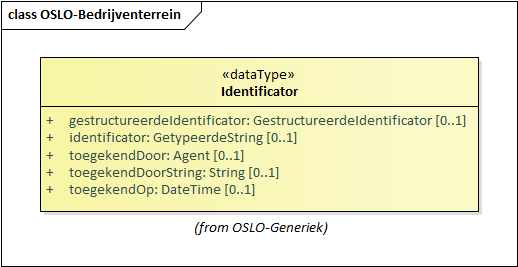 class OSLO-Bedrijventerrein
«dataType»
Identificator
+ gestructureerdeIdentificator: GestructureerdeIdentificator [0..1]
+ identificator: GetypeerdeString [0..1]
+ toegekendDoor: Agent [0..1]
+ toegekendDoorString: String [0..1]
+ toegekendOp: DateTime [0..1]
(from OSLO-Generiek)